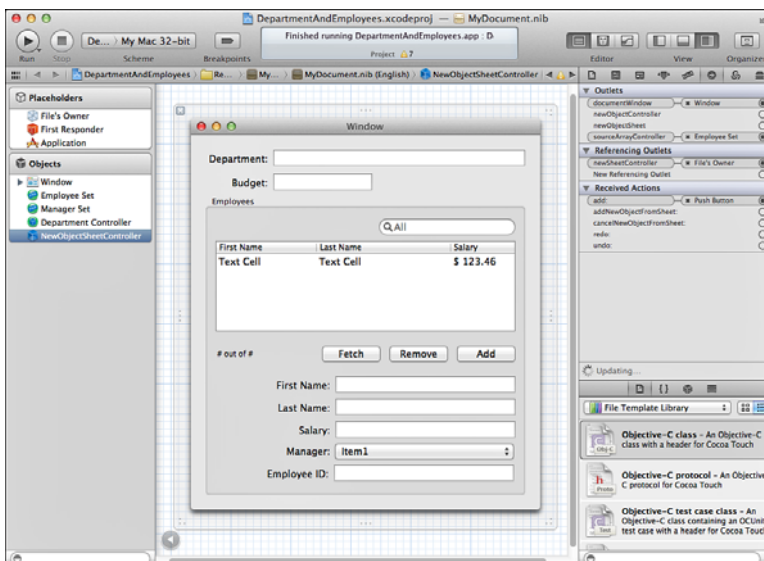 DepartmentAndEmployees.xcodeproj — MyDocument.nib
De... My Mac 32-bit
Finished running DepartmentAndEmployees.app : D
Project 7
Run Stop Scheme Breakpoints Editor View Organizer
DepartmentAndEmployees Re... My... MyDocument.nib (English) NewObjectSheetController
Placeholders
File's Owner
First Responder
Application
Objects
Window
Employee Set
Manager Set
Department Controller
NewObjectSheetController
Window
Department:
Budget:
Employees
All
First Name Last Name Salary
Text Cell Text Cell $ 123.46
# out of # Fetch Remove Add
First Name:
Last Name:
Salary:
Manager: Item1
Employee ID:
Outlets
documentWindow Window
newObjectController
newObjectSheet
sourceArrayController Employee Set
Referencing Outlets
newSheetController File's Owner
New Referencing Outlet
Received Actions
add: Push Button
addNewObjectFromSheet:
cancelNewObjectFromSheet:
redo:
undo:
Updating...
File Template Library
Obj-C
Objective-C class - An Objective-C
class with a header for Cocoa Touch
Proto
Objective-C protocol - An Objective
C protocol for Cocoa Touch
Test
Objective-C test case class - An
Objective-C class containing an OCUnit
test case with a header for Cocoa Touch